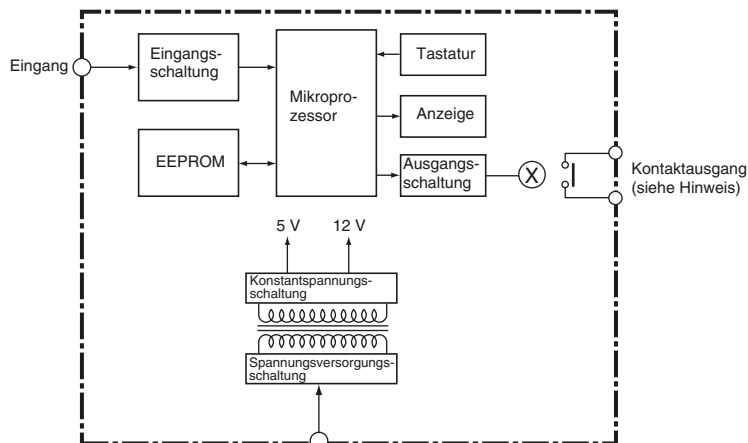 Eingang
Eingangs-
schaltung
Mikropro-
zessor
Tastatur
Anzeige
EEPROM
Ausgangs-
schaltung
X
Kontaktausgang
(siehe Hinweis)
5 V
12 V
Konstantspannungs-
schaltung
Spannungsversorgungs-
schaltung